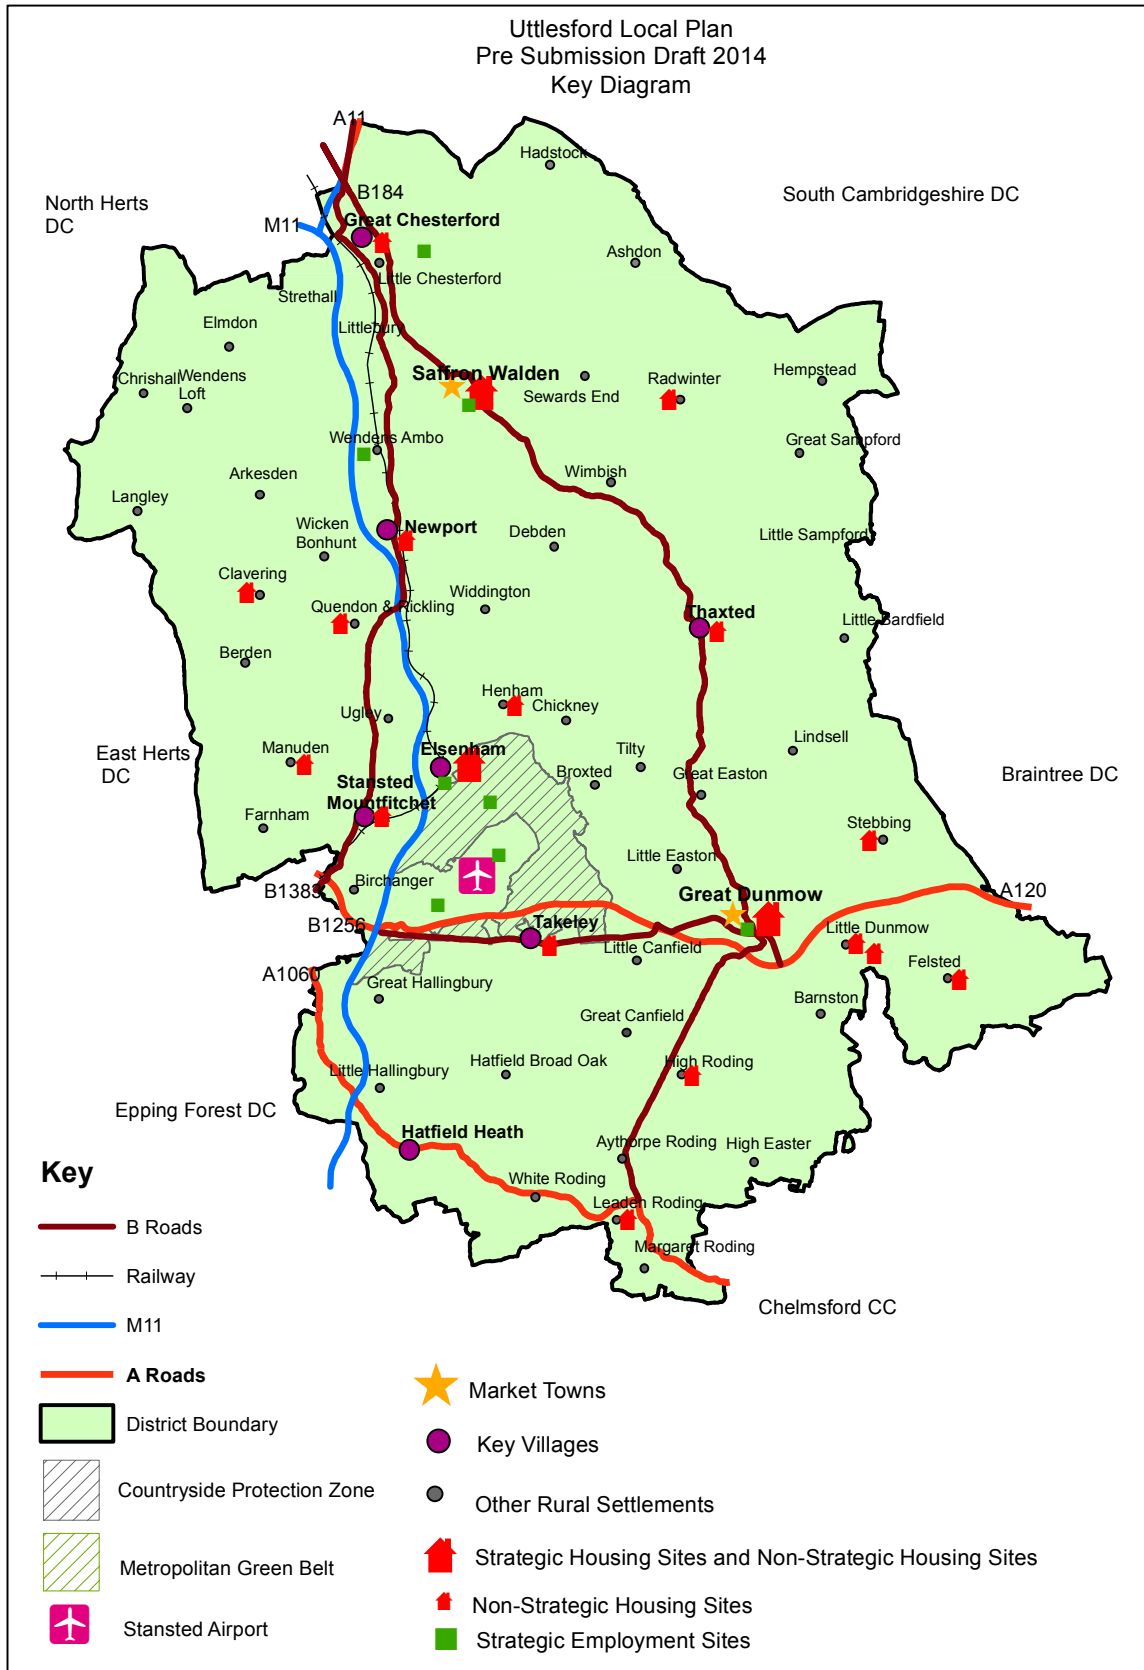 Uttlesford Local Plan
Pre Submission Draft 2014
Key Diagram
A11
Hadstock
B184
South Cambridgeshire DC
North Herts
DC
M11
Great Chesterford
Ashdon
Little Chesterford
Strethall
Elmdon
Littlebury
Saffron Walden
Chrishall
Wendens
Loft
Sewards End
Radwinter
Hempstead
Wendens Ambo
Great Sampford
Arkesden
Wimbish
Langley
Wicken
Bonhunt
Newport
Debden
Little Sampford
Clavering
Quendon & Rickling
Widdington
Thaxted
Little Bardfield
Berden
Henham
Chickney
Ugley
East Herts
DC
Manuden
Elsenham
Tilty
Lindsell
Broxted
Great Easton
Braintree DC
Stansted
Mountfitchet
Farnham
Stebbing
Little Easton
B1383
Birchanger
Great Dunmow
A120
B1256
Takeley
Little Dunmow
Little Canfield
Felsted
A1060
Great Hallingbury
Barnston
Great Canfield
Little Hallingbury
Hatfield Broad Oak
High Roding
Epping Forest DC
Hatfield Heath
Aythorpe Roding
High Easter
White Roding
Leaden Roding
Margaret Roding
Chelmsford CC
Key
B Roads
Railway
M11
A Roads
District Boundary
Countryside Protection Zone
Metropolitan Green Belt
Stansted Airport
Market Towns
Key Villages
Other Rural Settlements
Strategic Housing Sites and Non-Strategic Housing Sites
Non-Strategic Housing Sites
Strategic Employment Sites